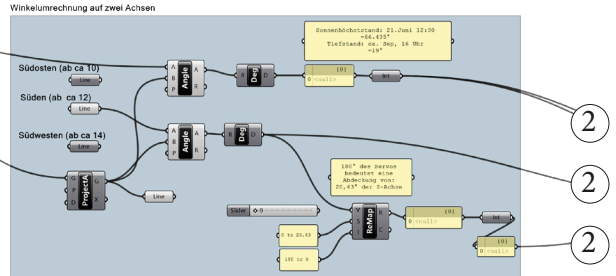 Winkelumrechnung auf zwei Achsen
Sonnenhöchststand: 21.Juni 12:00
=66.435°
Tiefstand: ca. Sep, 16 Uhr
=19°
Südosten (ab ca 10)
Line
A
B
P
Angle
A
R
R
Deg
D
{0}
0 <null>
Int
2
Süden (ab ca 12)
Line
Südwesten (ab ca 14)
Line
A
B
P
Angle
A
R
R
Deg
D
2
G
P
D
ProjectA
G
X
Line
180° des Servos
bedeutet eine
Abdeckung von:
20,43° der Z-Achse
Slider
0
0 to 20,43
180 to 0
V
S
T
ReMap
R
C
{0}
0 <null>
Int
{0}
0 <null>
2